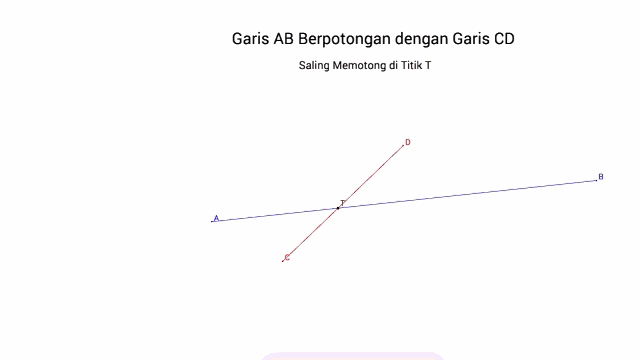 Garis AB Berpotongan dengan Garis CD
Saling Memotong di Titik T
D
B
T
A
C